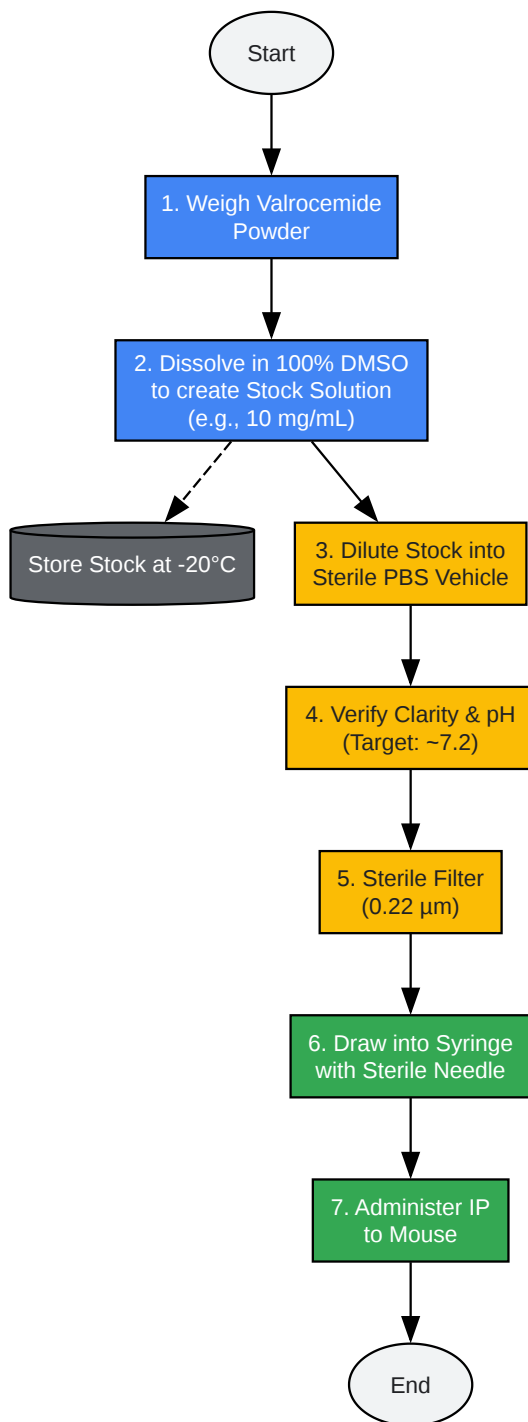 Start
1. Weigh Valrocemide
Powder
2. Dissolve in 100% DMSO
to create Stock Solution
(e.g., 10 mg/mL)
Store Stock at -20°C
3. Dilute Stock into
Sterile PBS Vehicle
4. Verify Clarity & pH
(Target: ~7.2)
5. Sterile Filter
(0.22 µm)
6. Draw into Syringe
with Sterile Needle
7. Administer IP
to Mouse
End